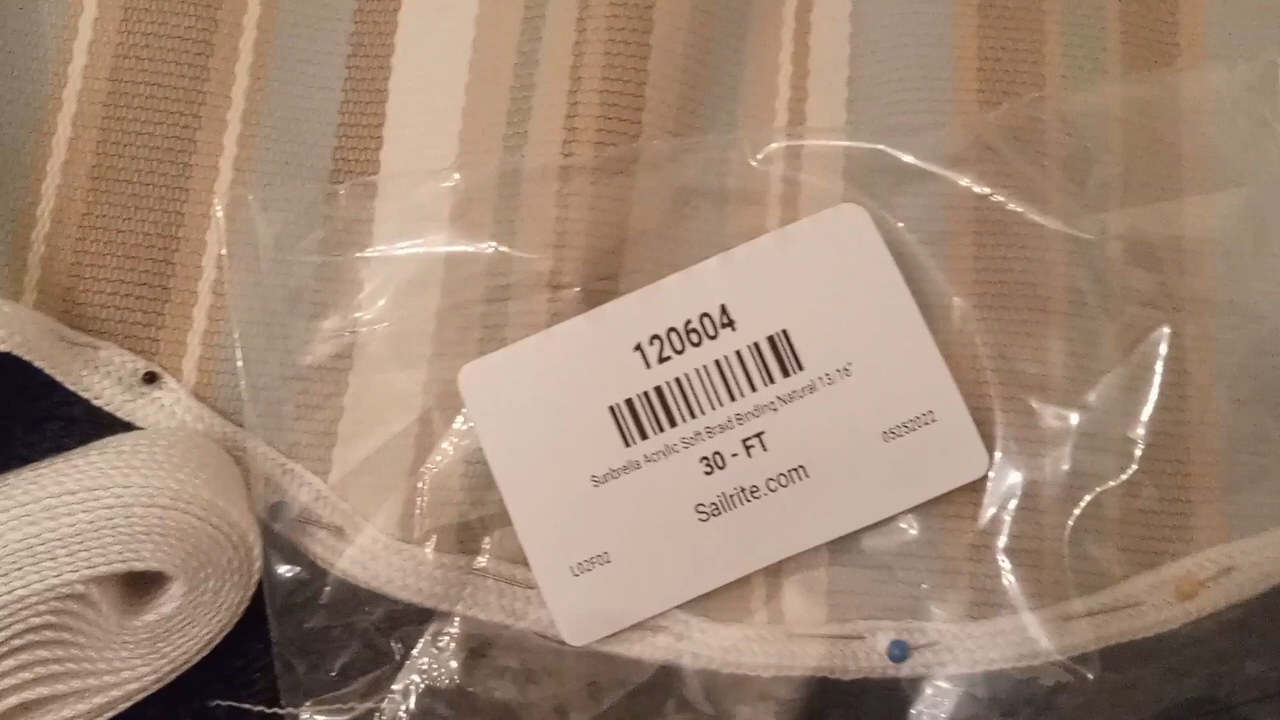 120604
Sunbrella Acrylic Soft Braid Binding Natural 13/16"
30 - FT
05252022
Sailrite.com
L02F02